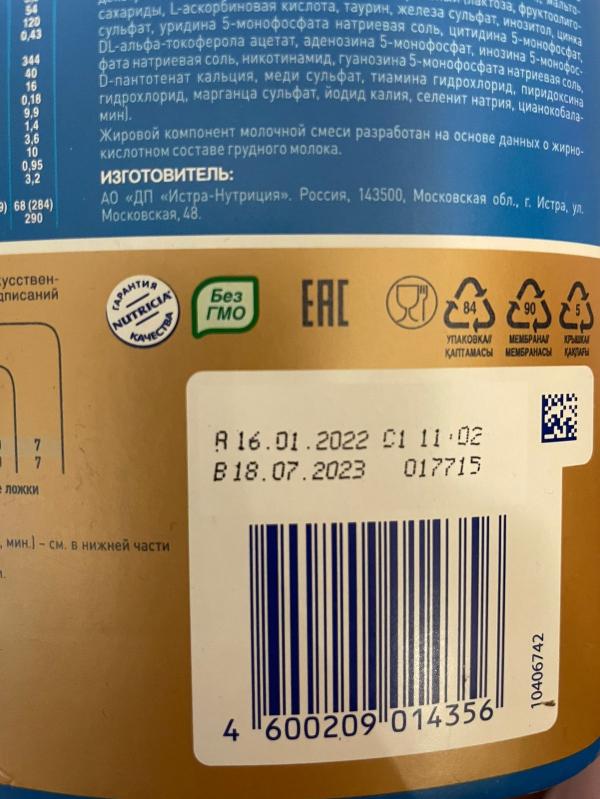 54
120
0,43
344
40
16
0,18
9,9
1,4
3,6
10
0,95
3,2
68 (284)
290
сахариды, L-аскорбиновая кислота, таурин, железа сульфат, инозитол, цинка
сульфат, уридина 5-монофосфата натриевая соль, цитидина 5-монофосфат,
DL-альфа-токоферола ацетат, аденозина 5-монофосфат, инозина 5-монофос-
фата натриевая соль, никотинамид, гуанозина 5-монофосфата натриевая соль,
D-пантотенат кальция, меди сульфат, тиамина гидрохлорид, пиридоксина
гидрохлорид, марганца сульфат, йодид калия, селенит натрия, цианокобала-
мин).
Жировой компонент молочной смеси разработан на основе данных о жирно-
кислотном составе грудного молока.
ИЗГОТОВИТЕЛЬ:
АО «ДП «Истра-Нутриция». Россия, 143500, Московская обл., г. Истра, ул.
Московская, 48.
кусствен-
дписаний
7
7
е ложки
, мин.) – см. в нижней части
ГАРАНТИЯ
NUTRICIA
КАЧЕСТВА
Без
ГМО
EAC
84
УПАКОВКА/
ҚАПТАМАСЫ
90
МЕМБРАНА/
МЕМБРАНАСЫ
5
КРЫШКА/
ҚАҚПАҒЫ
A 16.01.2022 C1 11:02
B 18.07.2023 017715
10406742
4 600209 014356